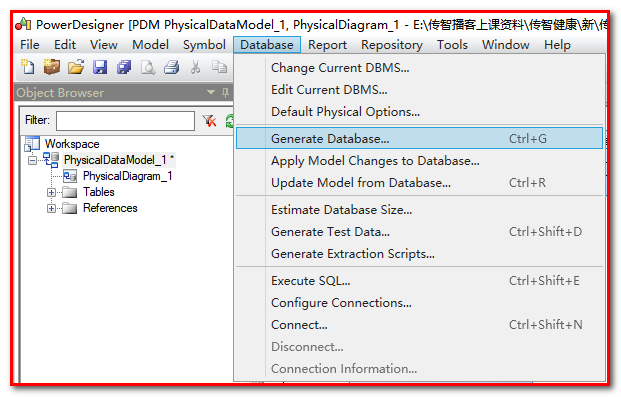 PowerDesigner [PDM PhysicalDataModel_1, PhysicalDiagram_1 - E:\传智播客上课资料\传智健康\新\传
File Edit View Model Symbol Database Report Repository Tools Window Help
Object Browser
Filter:
Workspace
PhysicalDataModel_1 *
PhysicalDiagram_1
Tables
References
Change Current DBMS...
Edit Current DBMS...
Default Physical Options...
Generate Database... Ctrl+G
Apply Model Changes to Database...
Update Model from Database... Ctrl+R
Estimate Database Size...
Generate Test Data... Ctrl+Shift+D
Generate Extraction Scripts...
Execute SQL... Ctrl+Shift+E
Configure Connections...
Connect... Ctrl+Shift+N
Disconnect...
Connection Information...